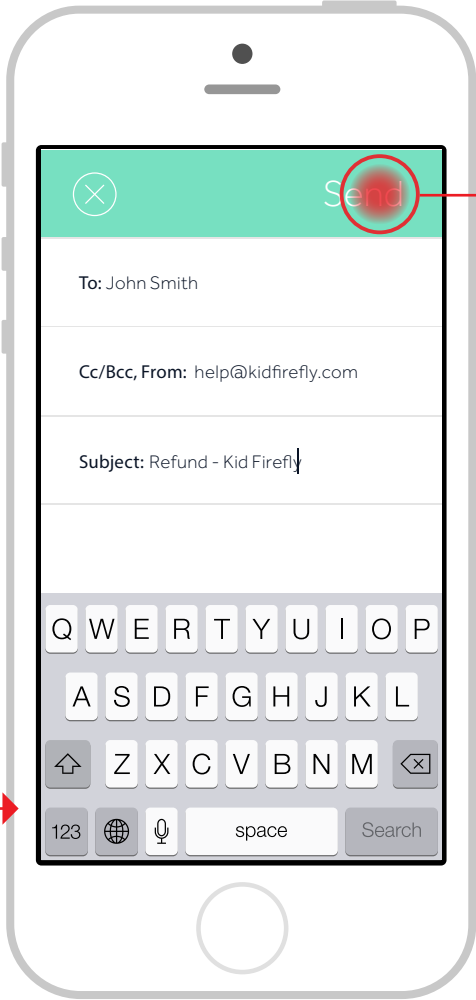 Send
To: John Smith
Cc/Bcc, From: help@kidfirefly.com
Subject: Refund - Kid Firefly
Q W E R T Y U I O P
A S D F G H J K L
Z X C V B N M
123 space Search